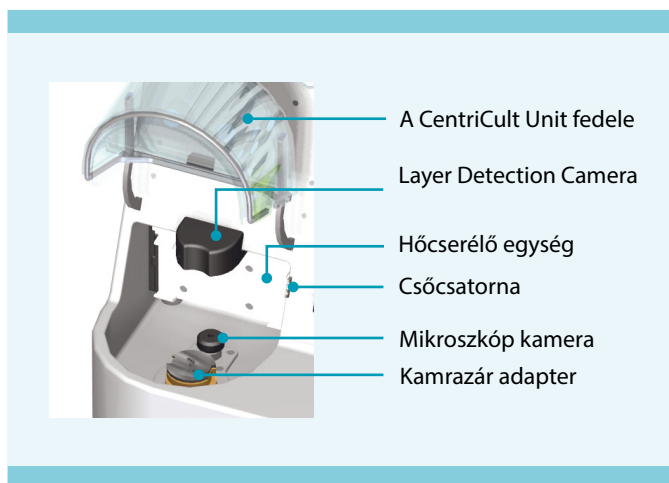 A CentriCult Unit fedele
Layer Detection Camera
Hőcserélő egység
Csőcsatorna
Mikroszkóp kamera
Kamrazár adapter